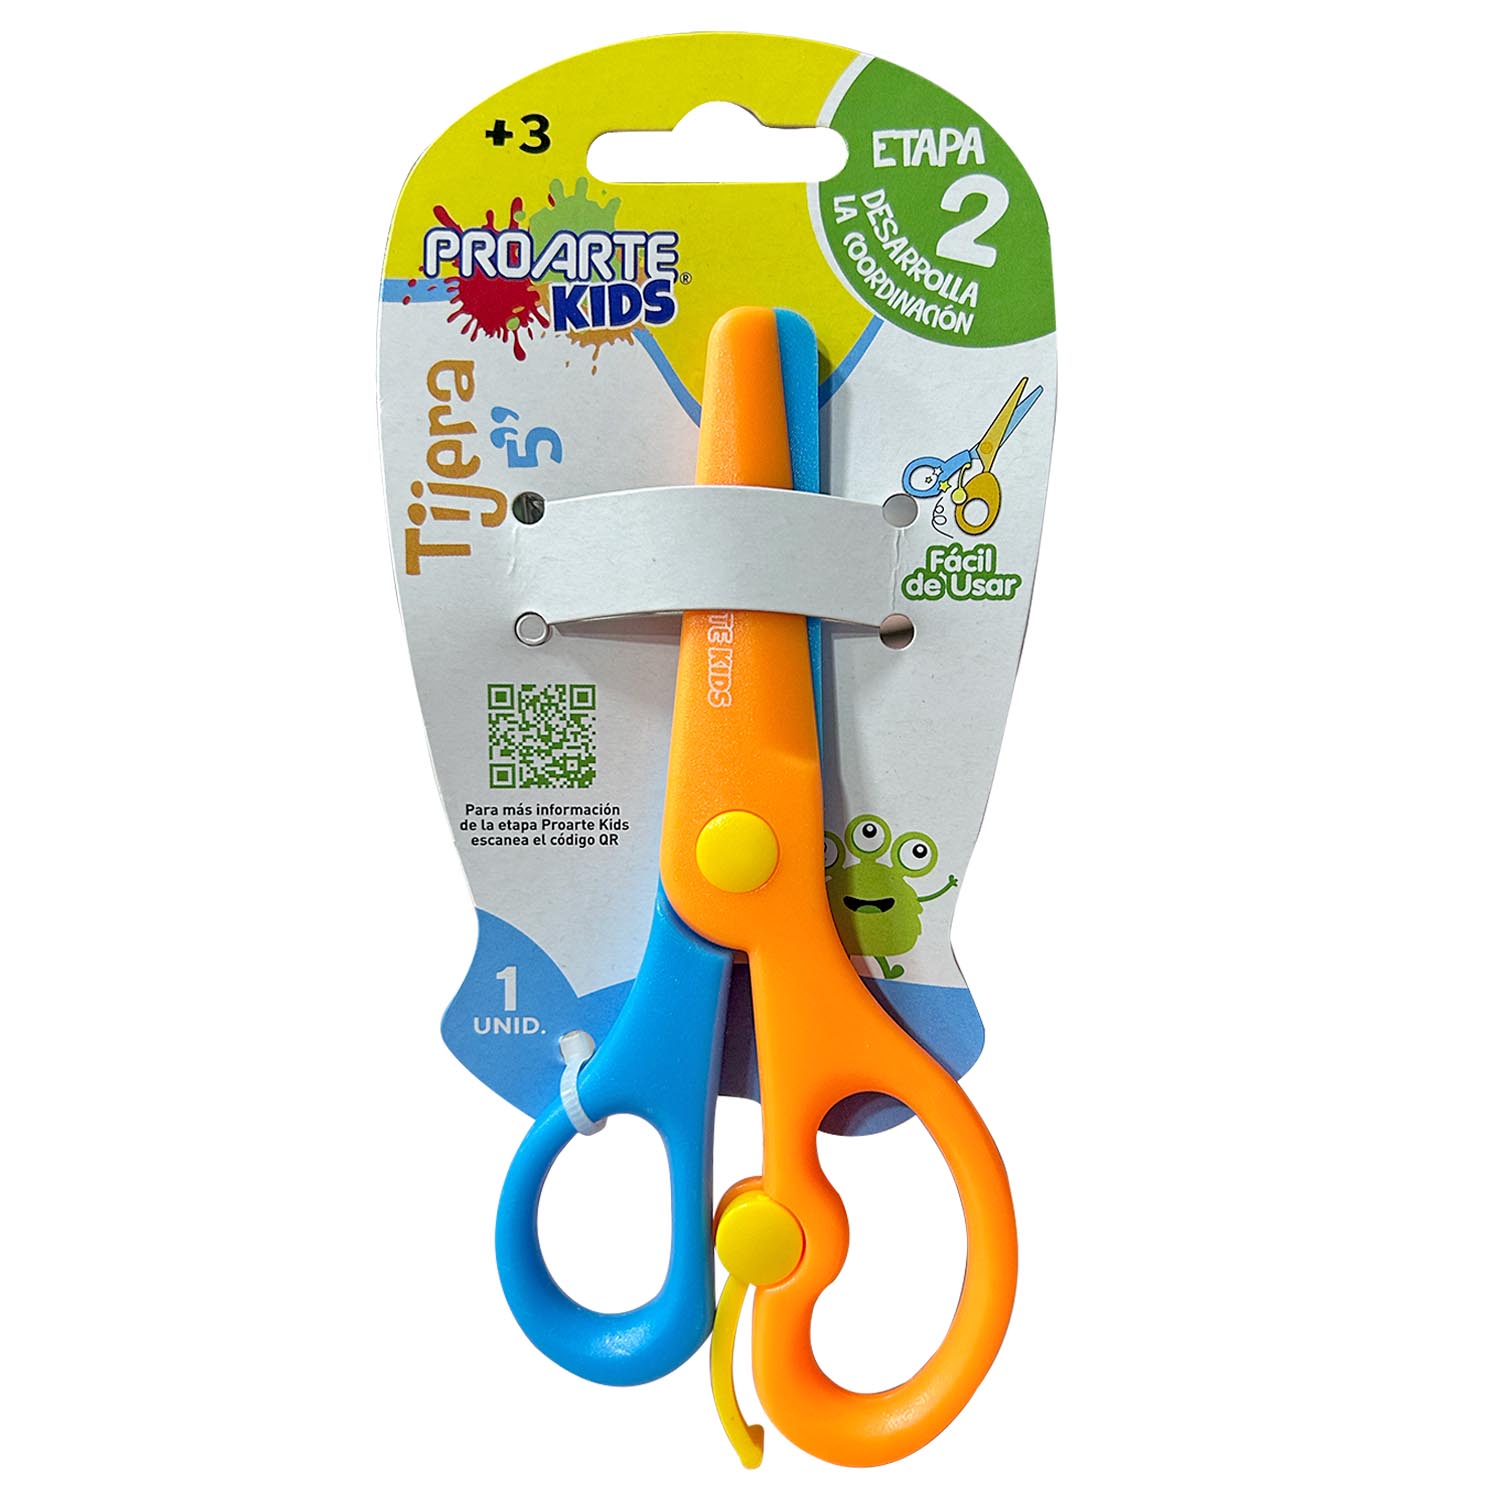 +3
ETAPA
2
DESARROLLA
LA COORDINACIÓN
PROARTE
KIDS®
Tijera
5"
Fácil
de Usar
TE KIDS
Para más información
de la etapa Proarte Kids
escanea el código QR
1
UNID.